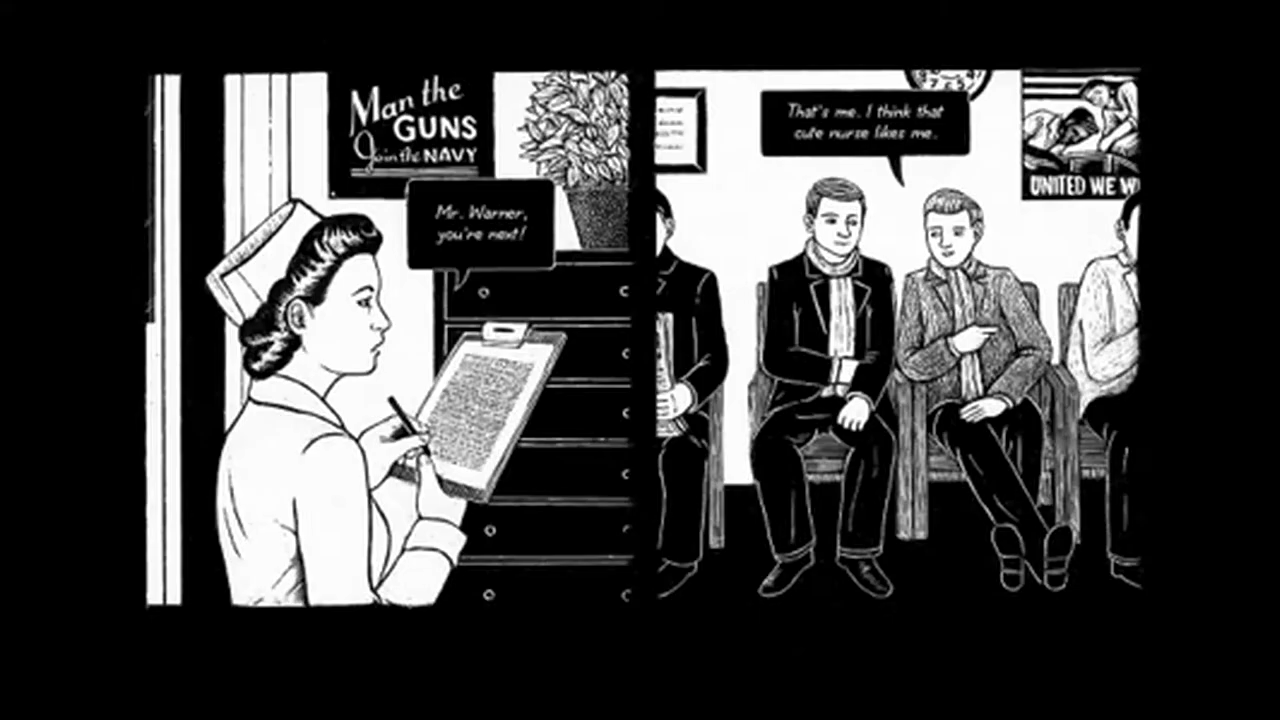 Man the
GUNS
Join the NAVY
Mr. Warner,
you're next!
That's me. I think that
cute nurse likes me.
UNITED WE W